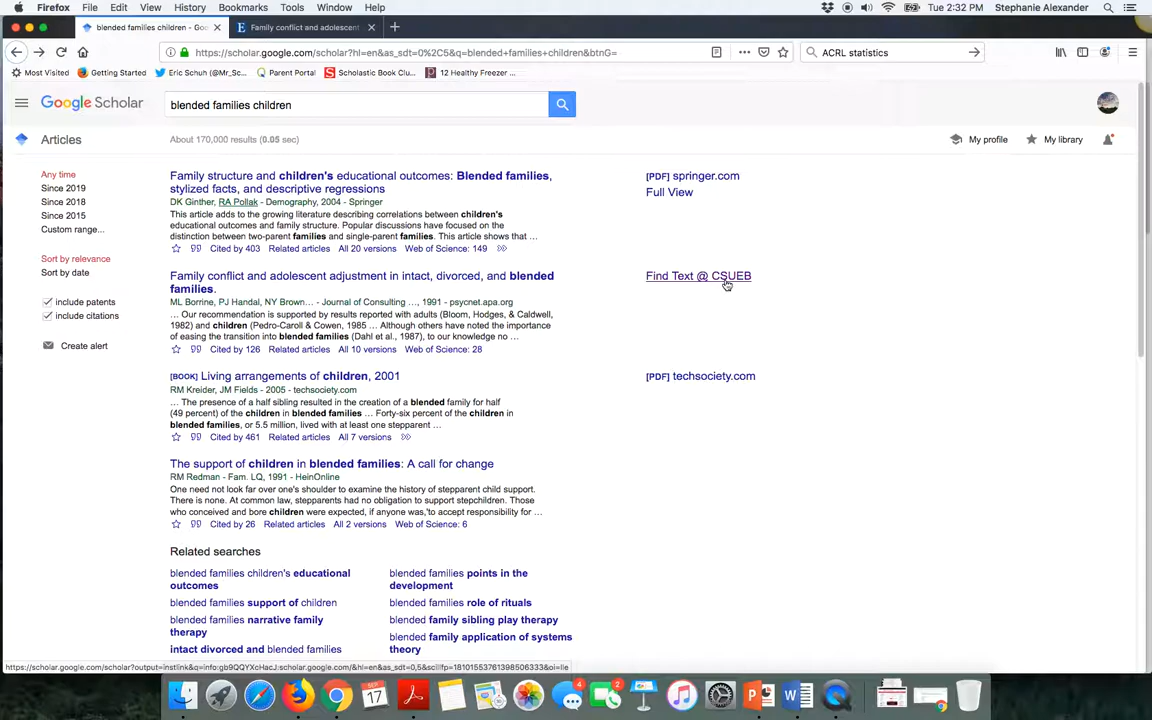 Firefox File Edit View History Bookmarks Tools Window Help Tue 2:32 PM Stephanie Alexander
blended families children - Goo
Family conflict and adolescent
https://scholar.google.com/scholar?hl=en&as_sdt=0%2C5&q=blended+families+children&btnG=
ACRL statistics
Most Visited Getting Started Eric Schuh (@Mr_Sc... Parent Portal Scholastic Book Clu... 12 Healthy Freezer ...
Google Scholar
blended families children
Articles
About 170,000 results (0.05 sec)
My profile My library
Any time
Since 2019
Since 2018
Since 2015
Custom range...
Sort by relevance
Sort by date
include patents
include citations
Create alert
Family structure and children's educational outcomes: Blended families,
stylized facts, and descriptive regressions
DK Ginther, RA Pollak - Demography, 2004 - Springer
This article adds to the growing literature describing correlations between children's
educational outcomes and family structure. Popular discussions have focused on the
distinction between two-parent families and single-parent families. This article shows that ...
Cited by 403 Related articles All 20 versions Web of Science: 149
[PDF] springer.com
Full View
Family conflict and adolescent adjustment in intact, divorced, and blended
families.
ML Borrine, PJ Handal, NY Brown... - Journal of Consulting ..., 1991 - psycnet.apa.org
... Our recommendation is supported by results reported by adults (Bloom, Hodges, & Caldwell,
1982) and children (Pedro-Caroll & Cowen, 1985 ... Although others have noted the importance
of easing the transition into blended families (Dahl et al., 1987), to our knowledge no ...
Cited by 126 Related articles All 10 versions Web of Science: 28
Find Text @ CSUEB
[BOOK] Living arrangements of children, 2001
RM Kreider, JM Fields - 2005 - techsociety.com
... The presence of a half sibling resulted in the creation of a blended family for half
(49 percent) of the children in blended families ... Forty-six percent of the children in
blended families, or 5.5 million, lived with at least one stepparent ...
Cited by 461 Related articles All 7 versions
[PDF] techsociety.com
The support of children in blended families: A call for change
RM Redman - Fam. LQ, 1991 - HeinOnline
One need not look far over one's shoulder to examine the history of stepparent child support.
There is none. At common law, stepparents had no obligation to support stepchildren. Those
who conceived and bore children were expected, if anyone was,'to accept responsibility for ...
Cited by 26 Related articles All 2 versions Web of Science: 6
Related searches
blended families children's educational
outcomes
blended families support of children
blended families narrative family
therapy
intact divorced and blended families
blended families points in the
development
blended families role of rituals
blended family sibling play therapy
blended family application of systems
theory